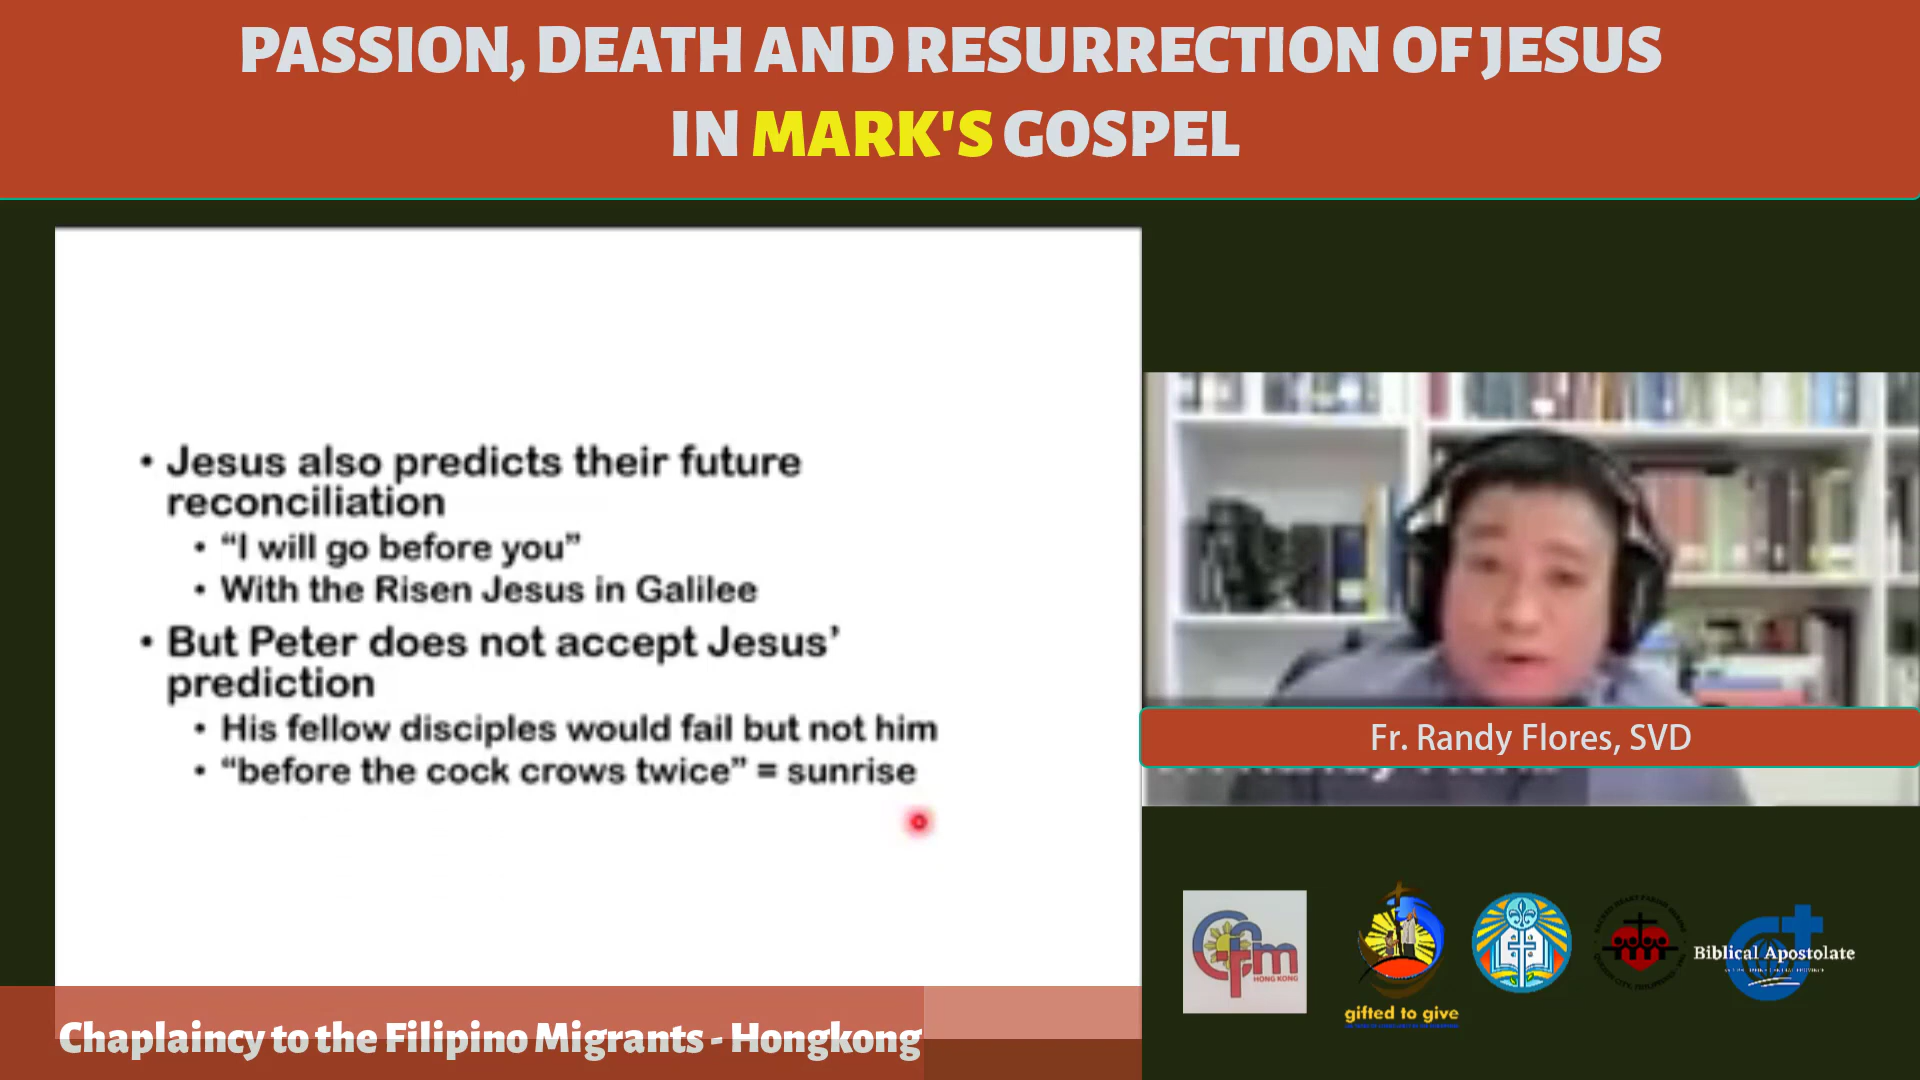 PASSION, DEATH AND RESURRECTION OF JESUS
IN MARK'S GOSPEL
• Jesus also predicts their future
reconciliation
• “I will go before you”
• With the Risen Jesus in Galilee
• But Peter does not accept Jesus’
prediction
• His fellow disciples would fail but not him
• “before the cock crows twice” = sunrise
Fr. Randy Flores, SVD
Cfm
HONG KONG
gifted to give
Biblical Apostolate
Chaplaincy to the Filipino Migrants - Hongkong